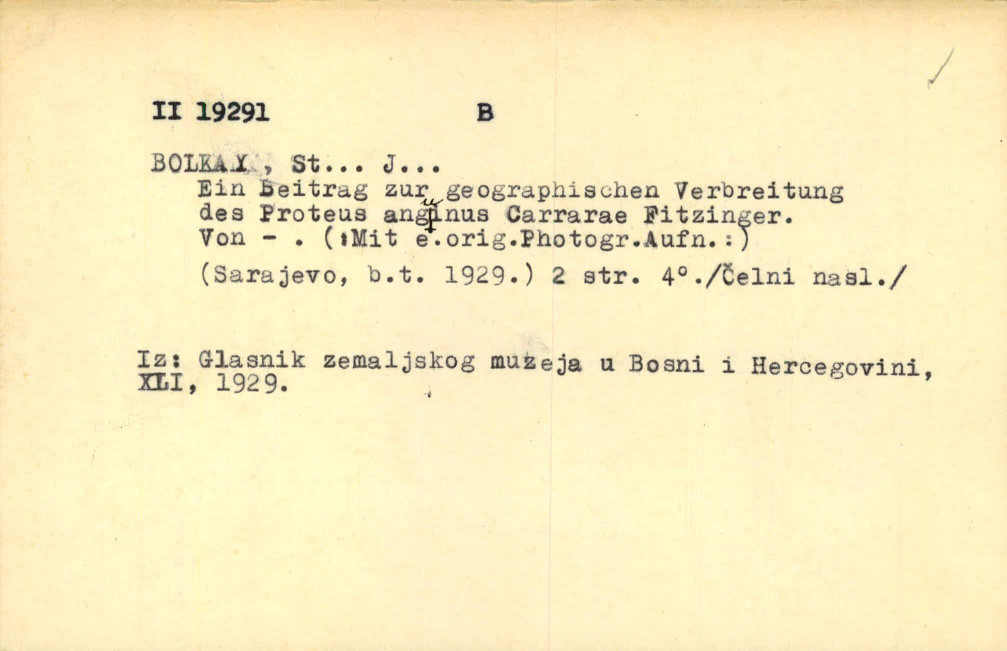 II 19291 B
BOLKAY, St... J...
Ein Beitrag zur geographischen Verbreitung
des Proteus anguinus Carrarae Fitzinger.
Von - . (:Mit e.orig.Photogr.Aufn.:)
(Sarajevo, b.t. 1929.) 2 str. 4°./Čelni nasl./
Iz: Glasnik zemaljskog muzeja u Bosni i Hercegovini,
XLI, 1929.